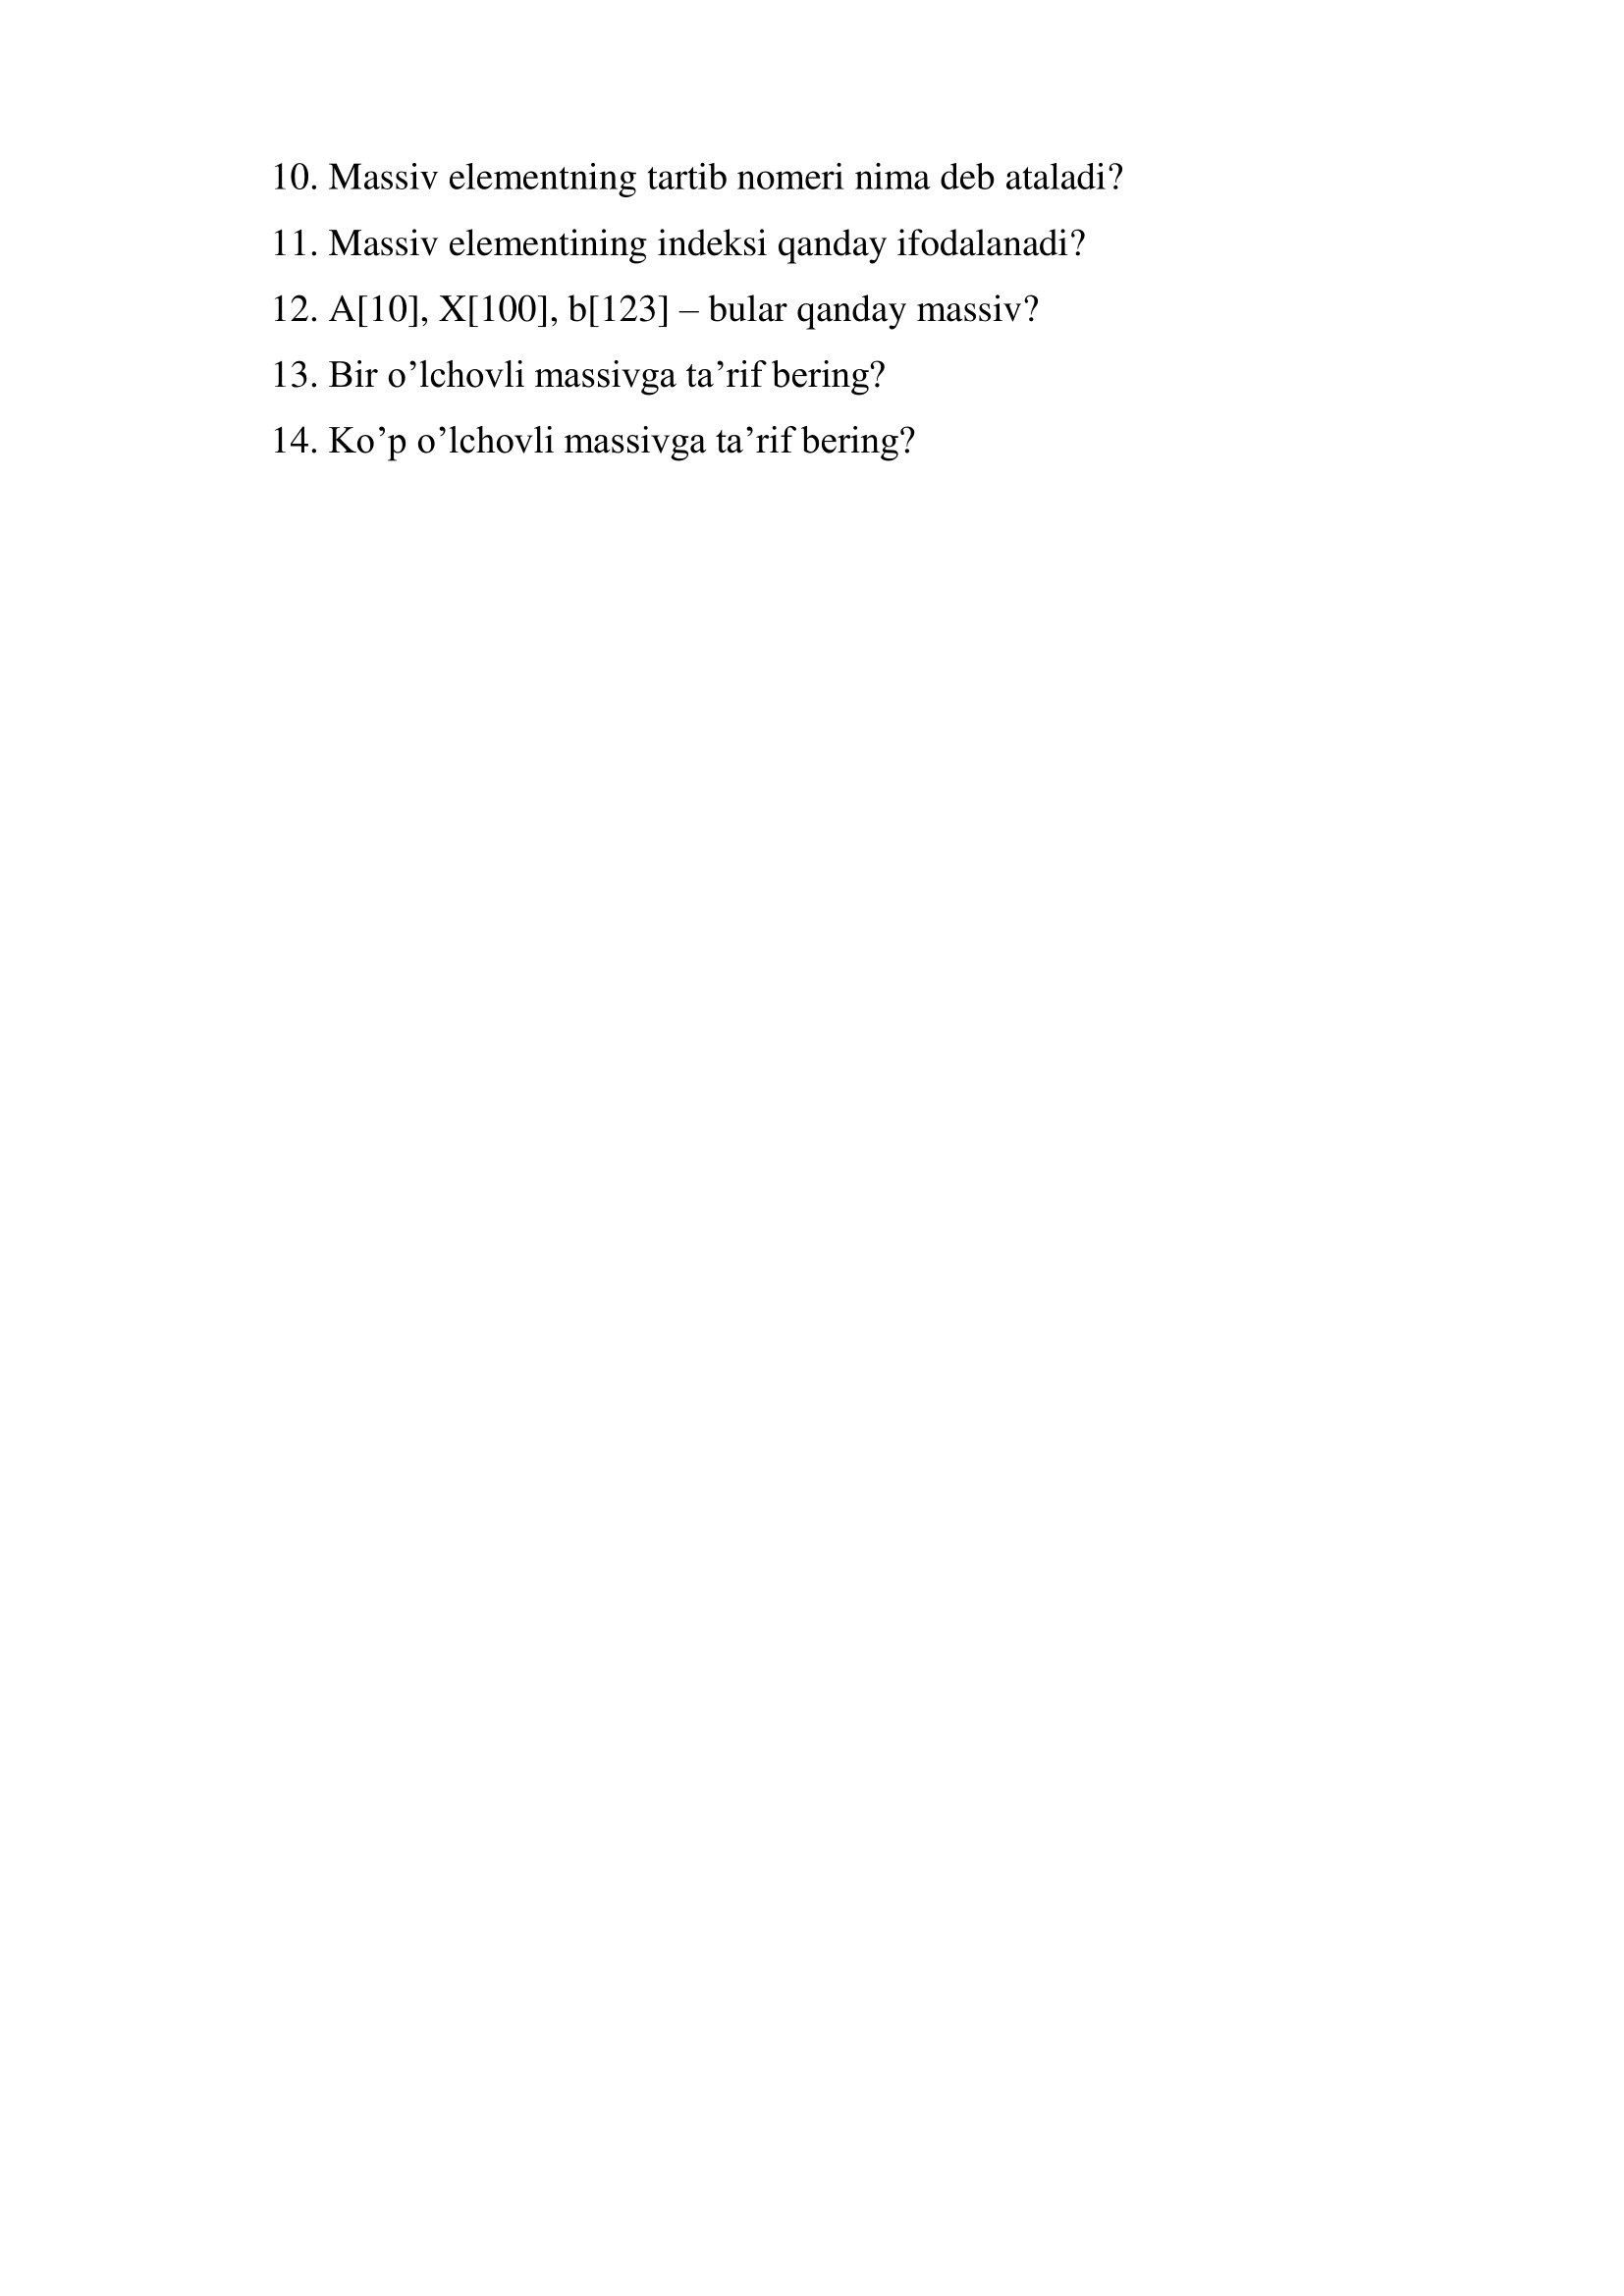 10. Massiv elementning tartib nomeri nima deb ataladi?
11. Massiv elementining indeksi qanday ifodalanadi?
12. A[10], X[100], b[123] – bular qanday massiv?
13. Bir o’lchovli massivga ta’rif bering?
14. Ko’p o’lchovli massivga ta’rif bering?